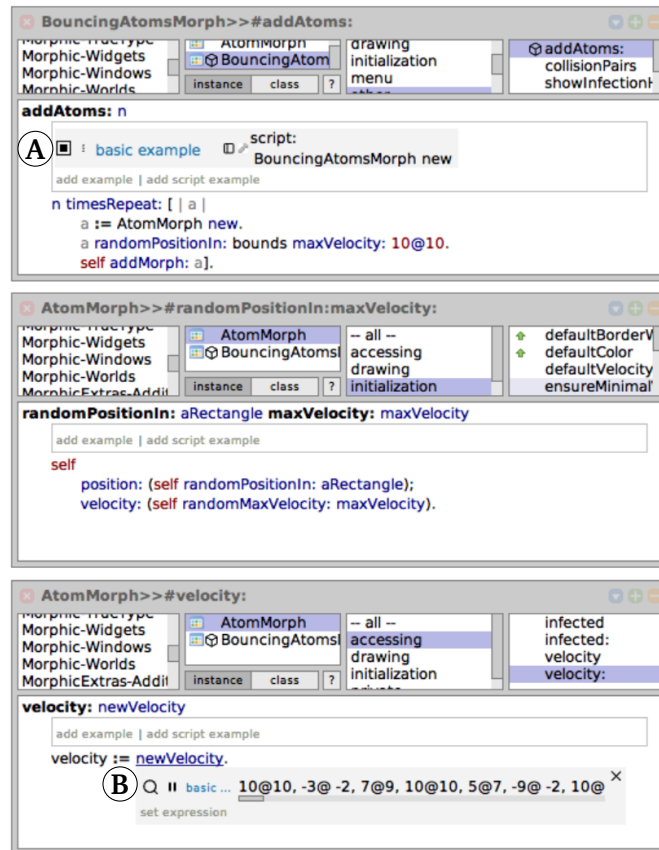 BouncingAtomsMorph>>#addAtoms:
Morphic-TrueType AtomMorph drawing addAtoms:
Morphic-Widgets BouncingAtom initialization collisionPairs
Morphic-Windows menu showInfectionH
Morphic-Worlds instance class ? other
addAtoms: n
A basic example script:
BouncingAtomsMorph new
add example | add script example
n timesRepeat: [ | a |
a := AtomMorph new.
a randomPositionIn: bounds maxVelocity: 10@10.
self addMorph: a].
AtomMorph>>#randomPositionIn:maxVelocity:
Morphic-TrueType AtomMorph -- all -- defaultBorderW
Morphic-Widgets BouncingAtomsI accessing defaultColor
Morphic-Windows drawing defaultVelocity
Morphic-Worlds instance class ? initialization ensureMinimalV
MorphicExtras-Addit
randomPositionIn: aRectangle maxVelocity: maxVelocity
add example | add script example
self
position: (self randomPositionIn: aRectangle);
velocity: (self randomMaxVelocity: maxVelocity).
AtomMorph>>#velocity:
Morphic-TrueType AtomMorph -- all -- infected
Morphic-Widgets BouncingAtomsI accessing infected:
Morphic-Windows drawing velocity
Morphic-Worlds instance class ? initialization velocity:
MorphicExtras-Addit private
velocity: newVelocity
add example | add script example
velocity := newVelocity.
B basic ... 10@10, -3@ -2, 7@9, 10@10, 5@7, -9@ -2, 10@
set expression